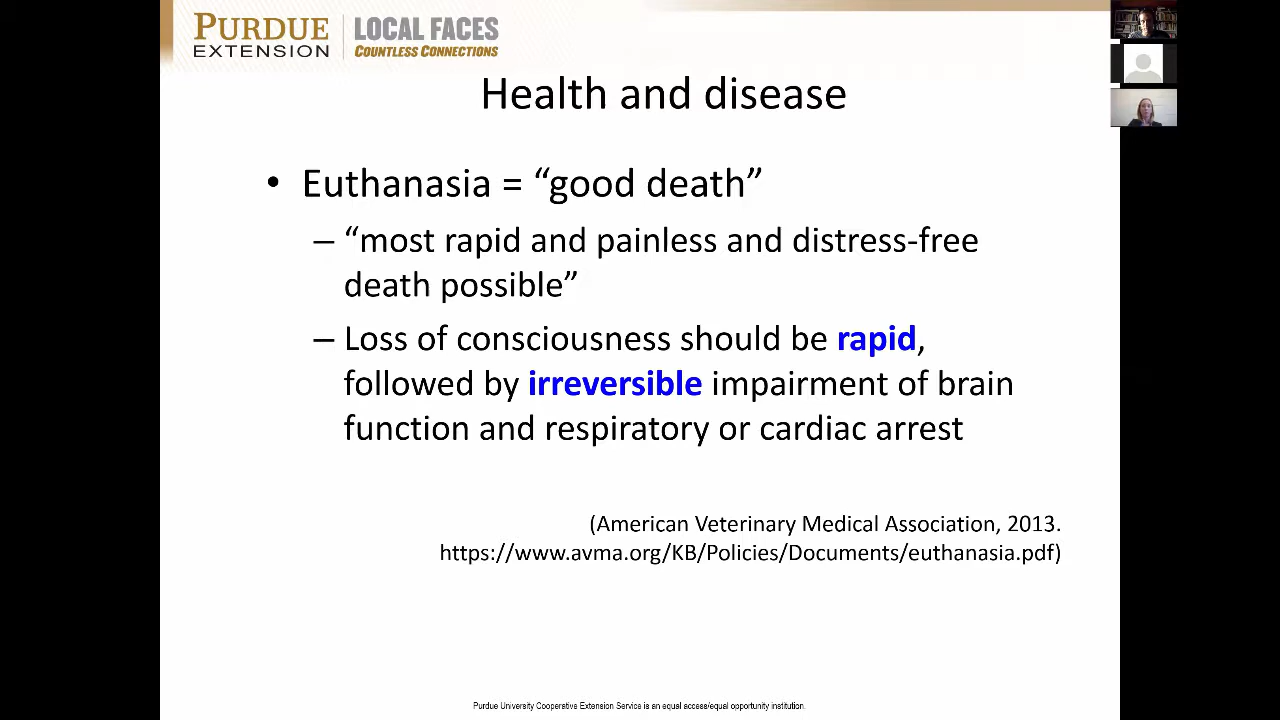 PURDUE
EXTENSION
LOCAL FACES
COUNTLESS CONNECTIONS
Health and disease
• Euthanasia = “good death”
– “most rapid and painless and distress-free
death possible”
– Loss of consciousness should be rapid,
followed by irreversible impairment of brain
function and respiratory or cardiac arrest
(American Veterinary Medical Association, 2013.
https://www.avma.org/KB/Policies/Documents/euthanasia.pdf)
Purdue University Cooperative Extension Service is an equal access/equal opportunity institution.